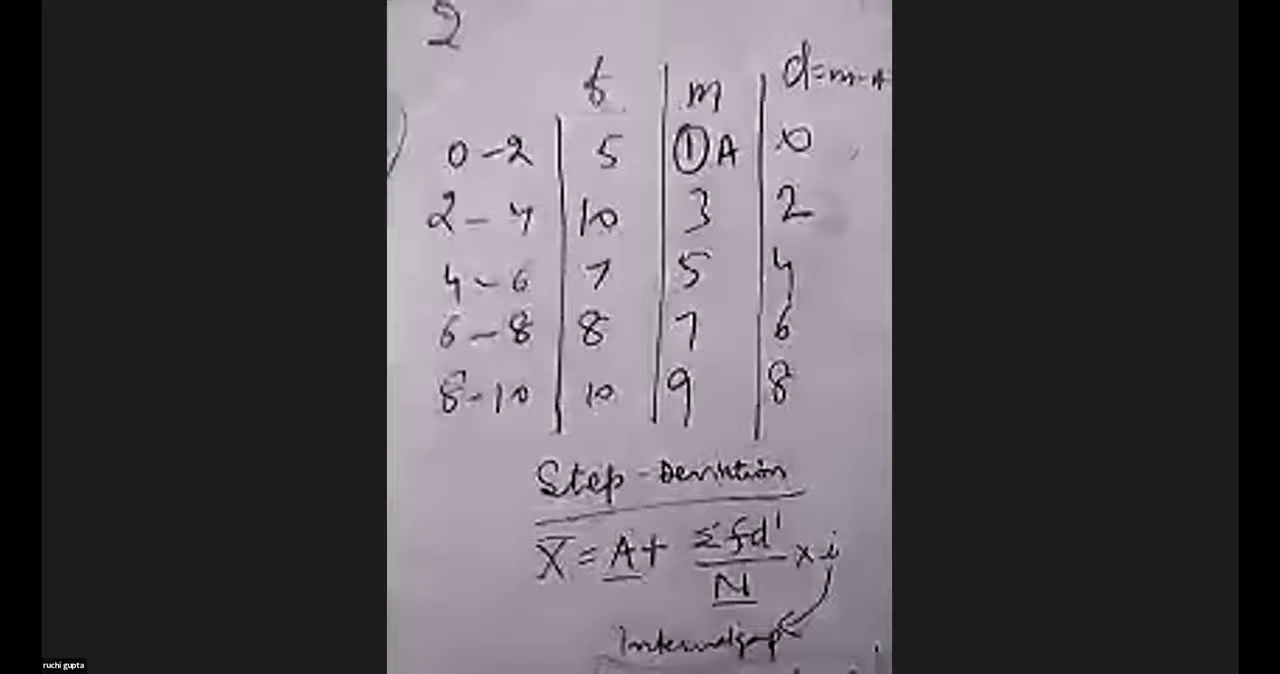 2
f m d=m-A
0-2 5 1 A 0
2-4 10 3 2
4-6 7 5 4
6-8 8 7 6
8-10 10 9 8
Step-Deviation
X̅ = A + Σfd'/N × i
ruchi gupta